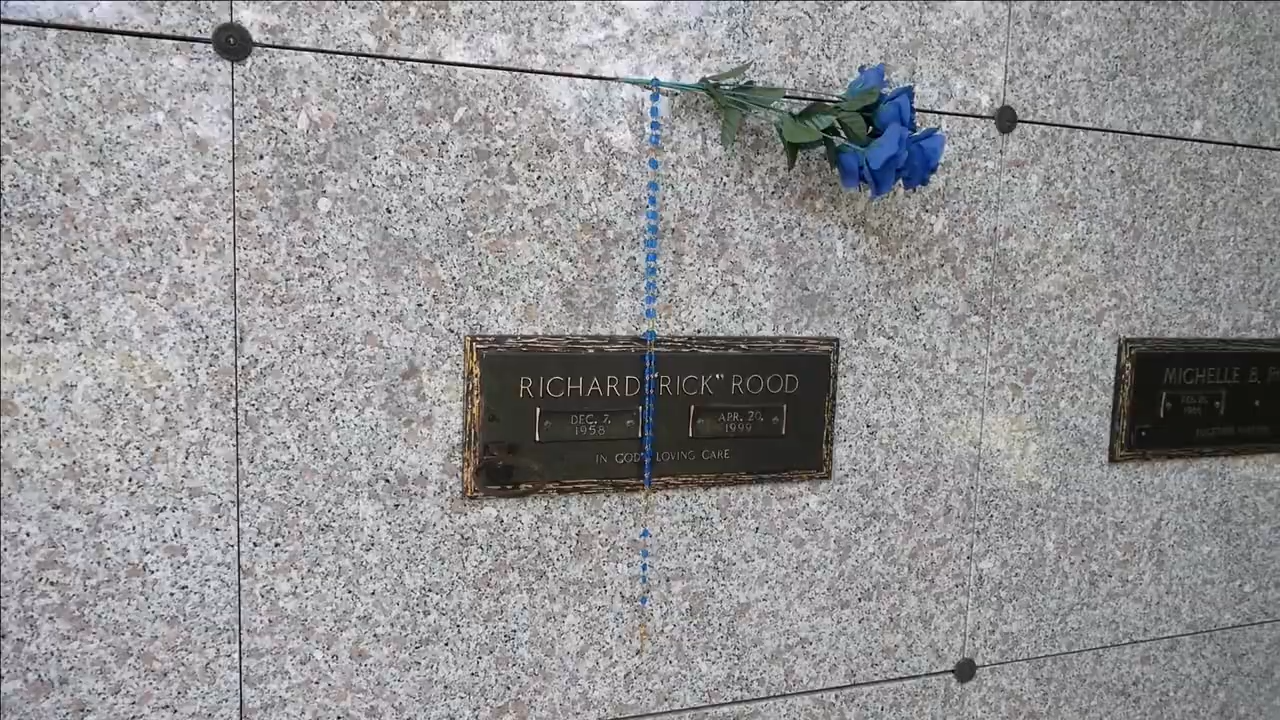 RICHARD "RICK" ROOD
DEC. 7, 1958
APR. 20, 1999
IN GOD'S LOVING CARE
MICHELLE B.